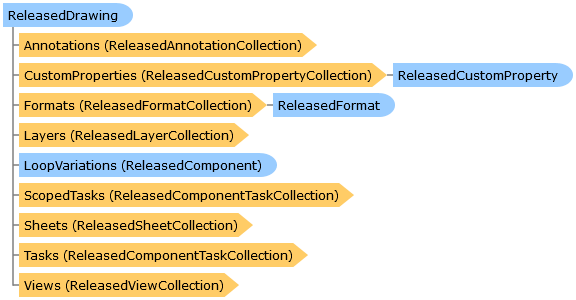 ReleasedDrawing
Annotations (ReleasedAnnotationCollection)
CustomProperties (ReleasedCustomPropertyCollection) ReleasedCustomProperty
Formats (ReleasedFormatCollection) ReleasedFormat
Layers (ReleasedLayerCollection)
LoopVariations (ReleasedComponent)
ScopedTasks (ReleasedComponentTaskCollection)
Sheets (ReleasedSheetCollection)
Tasks (ReleasedComponentTaskCollection)
Views (ReleasedViewCollection)